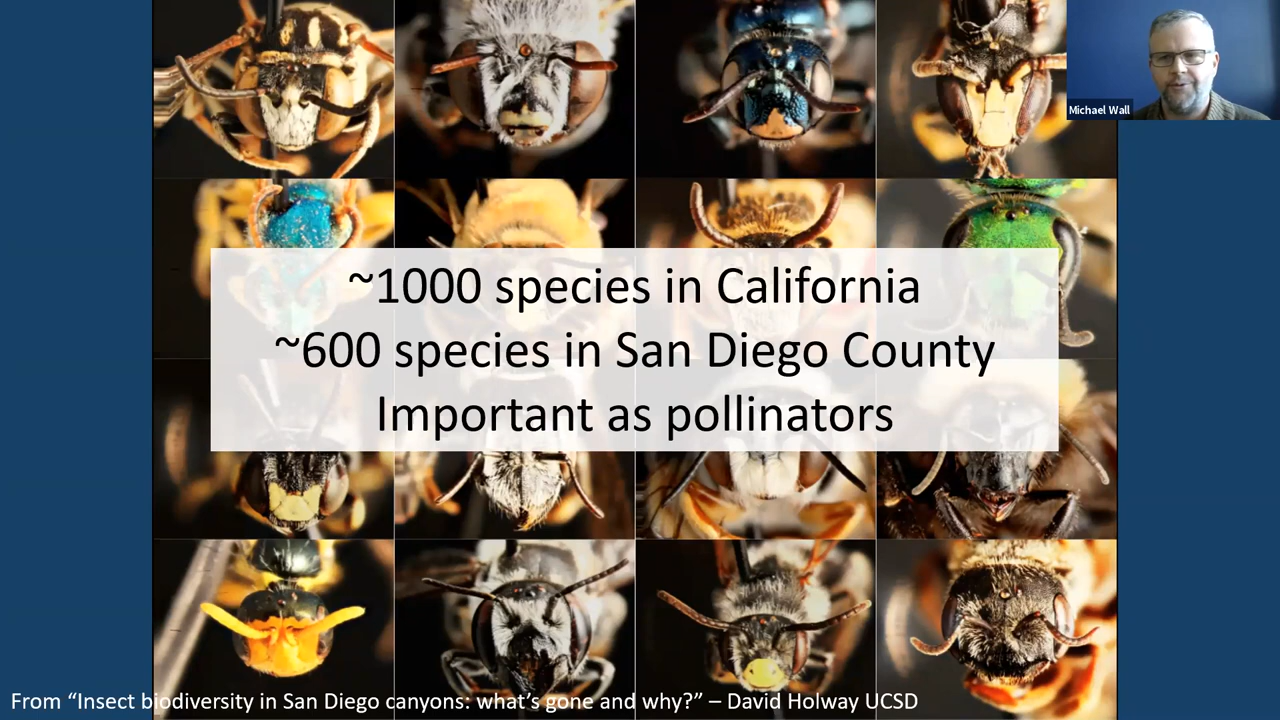 Michael Wall
~1000 species in California
~600 species in San Diego County
Important as pollinators
From “Insect biodiversity in San Diego canyons: what’s gone and why?” – David Holway UCSD